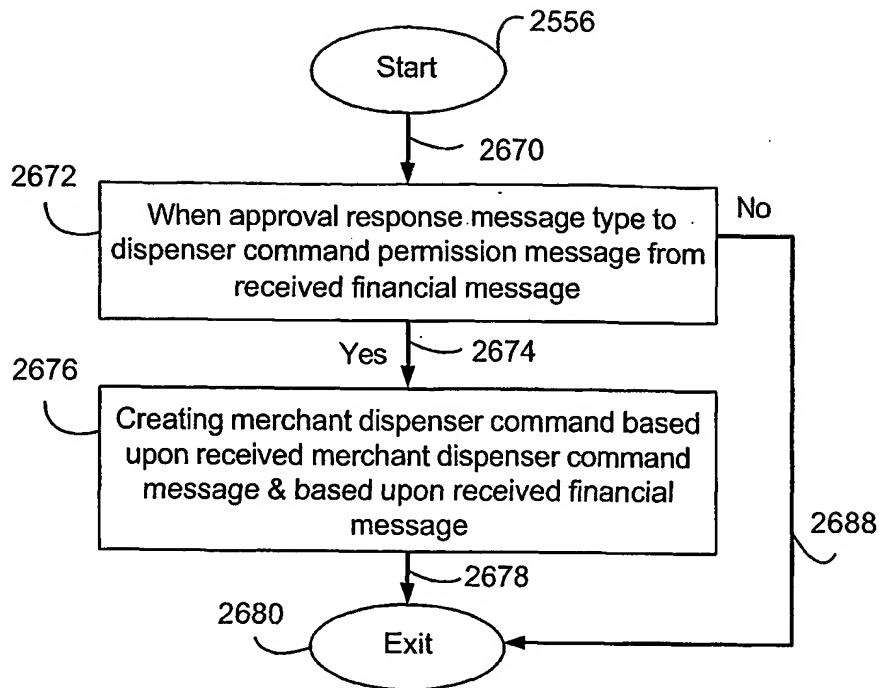 2556
Start
2670
2672
When approval response message type to
dispenser command permission message from
received financial message
No
Yes
2674
2676
Creating merchant dispenser command based
upon received merchant dispenser command
message & based upon received financial
message
2688
2678
2680
Exit